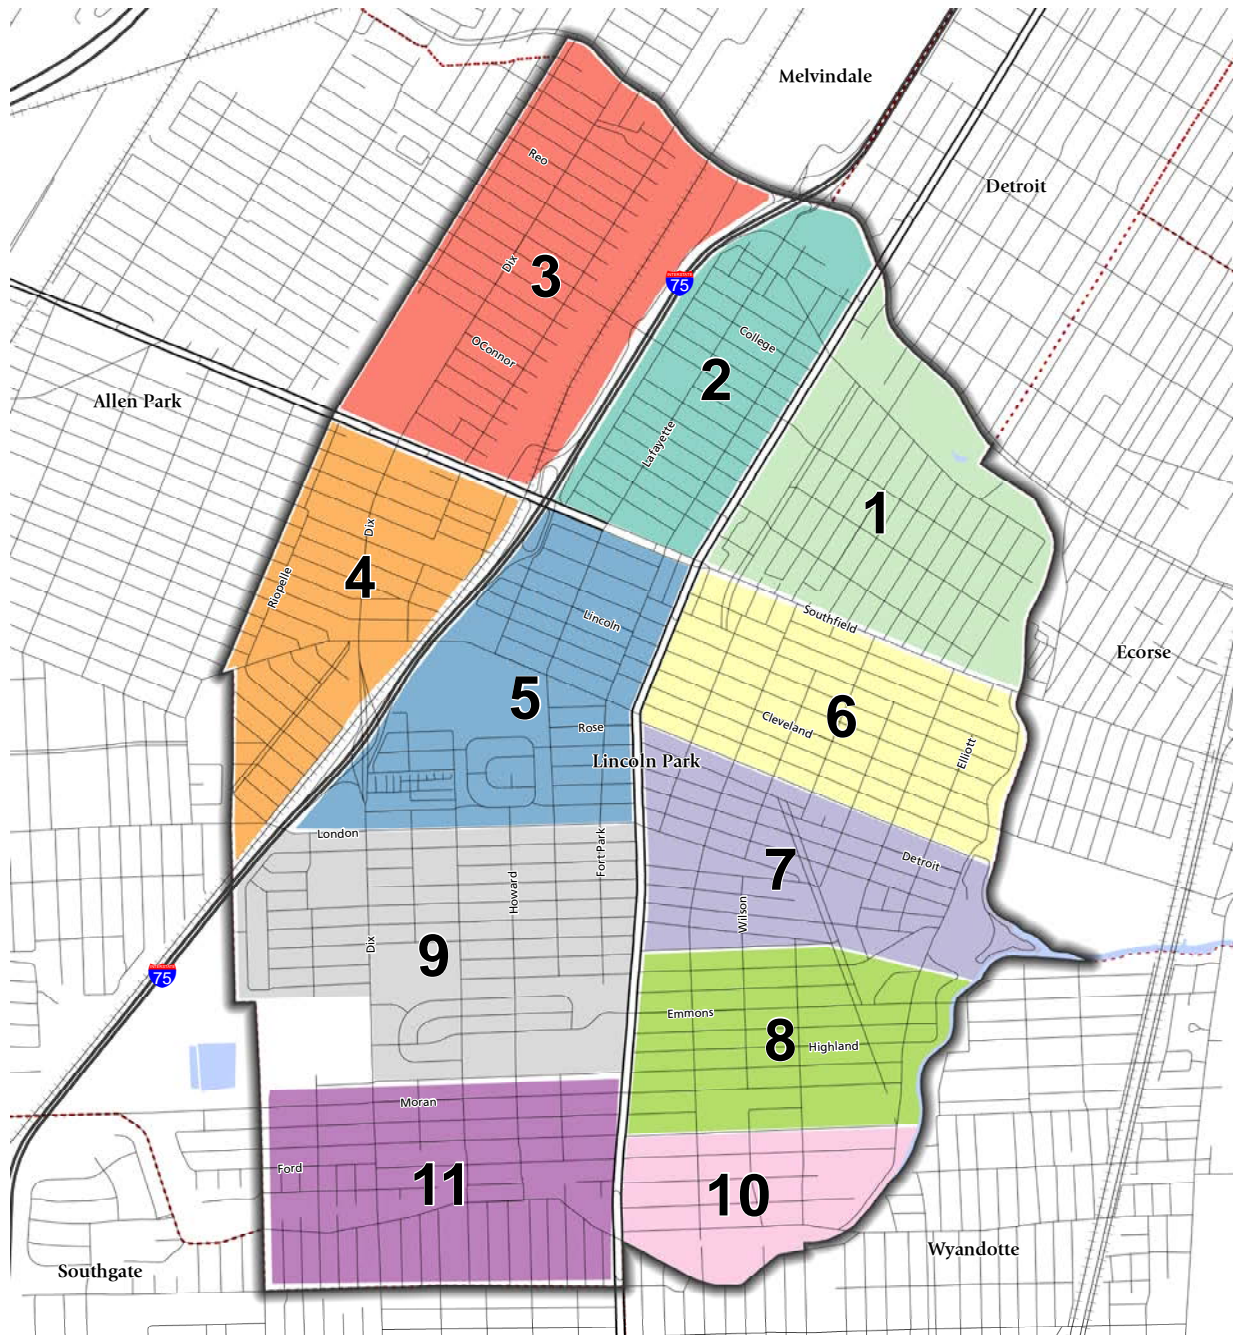 Melvindale
Reo
Detroit
Dix
3
INTERSTATE
75
College
OConnor
2
Allen Park
Lafayette
1
Dix
4
Riopelle
Lincoln
Southfield
Ecorse
5
6
Rose
Cleveland
Elliott
Lincoln Park
London
Fort Park
7
Detroit
Howard
Wilson
Dix
9
75
Emmons
8
Highland
Moran
Ford
11
10
Wyandotte
Southgate